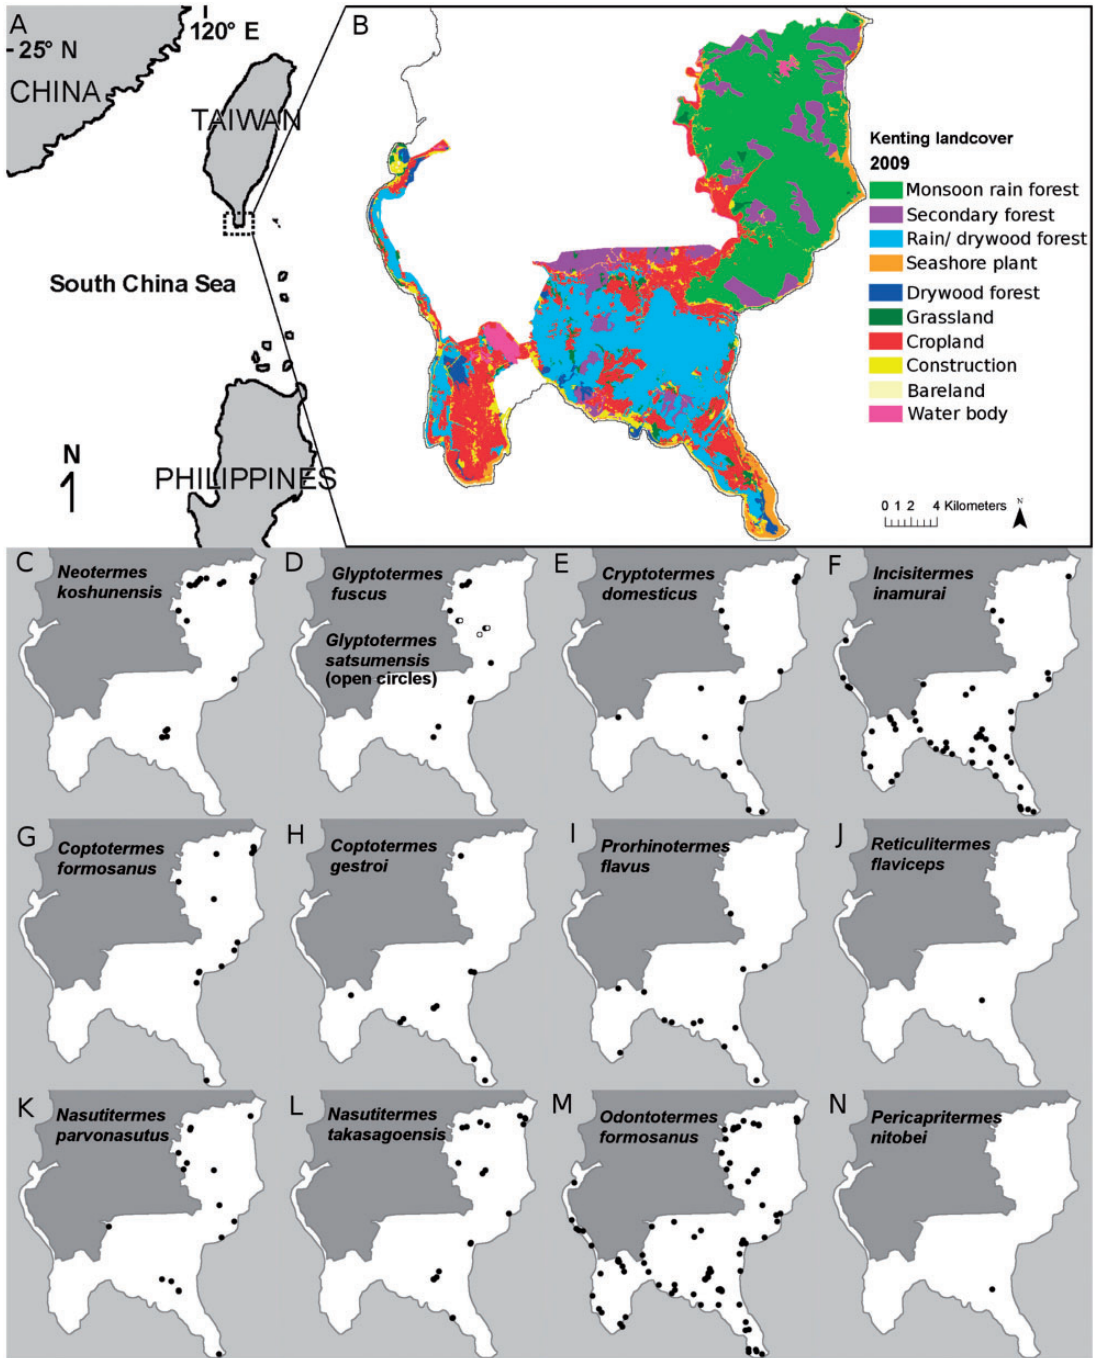 A
120° E
25° N
CHINA
TAIWAN
South China Sea
N
PHILIPPINES
B
Kenting landcover
2009
Monsoon rain forest
Secondary forest
Rain/ drywood forest
Seashore plant
Drywood forest
Grassland
Cropland
Construction
Bareland
Water body
0 1 2 4 Kilometers
N
C
Neotermes
koshunensis
D
Glyptotermes
fuscus
Glyptotermes
satsumensis
(open circles)
E
Cryptotermes
domesticus
F
Incisitermes
inamurai
G
Coptotermes
formosanus
H
Coptotermes
gestroi
I
Prorhinotermes
flavus
J
Reticulitermes
flaviceps
K
Nasutitermes
parvonasutus
L
Nasutitermes
takasagoensis
M
Odontotermes
formosanus
N
Pericapritermes
nitobei